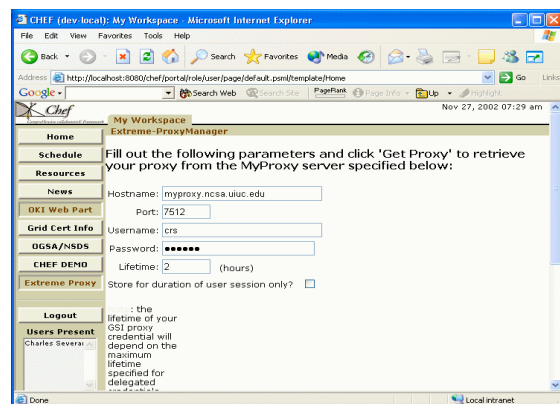 CHEF (dev-local): My Workspace - Microsoft Internet Explorer
File Edit View Favorites Tools Help
Back Search Favorites Media
Address http://localhost:8080/chef/portal/role/user/page/default.psml/template/Home Go Links
Google Search Web Search Site PageRank Page Info Up Highlight
Chef
Nov 27, 2002 07:29 am
My Workspace
Extreme-ProxyManager
Home
Schedule
Resources
News
OKI Web Part
Grid Cert Info
OGSA/NSDS
CHEF DEMO
Extreme Proxy
Logout
Users Present
Charles Severan
Fill out the following parameters and click 'Get Proxy' to retrieve
your proxy from the MyProxy server specified below:
Hostname: myproxy.ncsa.uiuc.edu
Port: 7512
Username: crs
Password: ●●●●●●
Lifetime: 2 (hours)
Store for duration of user session only?
: the
lifetime of your
GSI proxy
credential will
depend on the
maximum
lifetime
specified for
delegated
Done
Local intranet